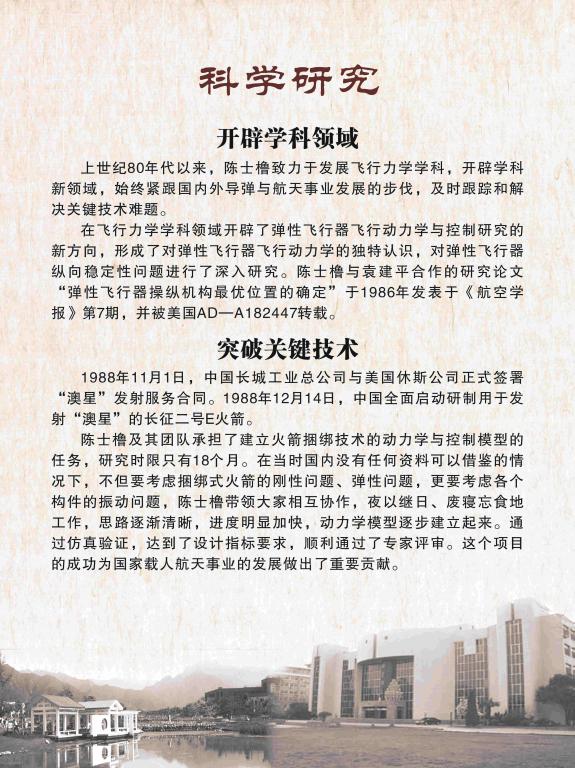 科学研究
开辟学科领域
上世纪80年代以来，陈士橹致力于发展飞行力学学科，开辟学科
新领域，始终紧跟国内外导弹与航天事业发展的步伐，及时跟踪和解
决关键技术难题。
在飞行力学学科领域开辟了弹性飞行器飞行动力学与控制研究的
新方向，形成了对弹性飞行器飞行动力学的独特认识，对弹性飞行器
纵向稳定性问题进行了深入研究。陈士橹与袁建平合作的研究论文
“弹性飞行器操纵机构最优位置的确定”于1986年发表于《航空学
报》第7期，并被美国AD—A182447转载。
突破关键技术
1988年11月1日，中国长城工业总公司与美国休斯公司正式签署
“澳星”发射服务合同。1988年12月14日，中国全面启动研制用于发
射“澳星”的长征二号E火箭。
陈士橹及其团队承担了建立火箭捆绑技术的动力学与控制模型的
任务，研究时限只有18个月。在当时国内没有任何资料可以借鉴的情
况下，不但要考虑捆绑式火箭的刚性问题、弹性问题，更要考虑各个
构件的振动问题，陈士橹带领大家相互协作，夜以继日、废寝忘食地
工作，思路逐渐清晰，进度明显加快，动力学模型逐步建立起来。通
过仿真验证，达到了设计指标要求，顺利通过了专家评审。这个项目
的成功为国家载人航天事业的发展做出了重要贡献。